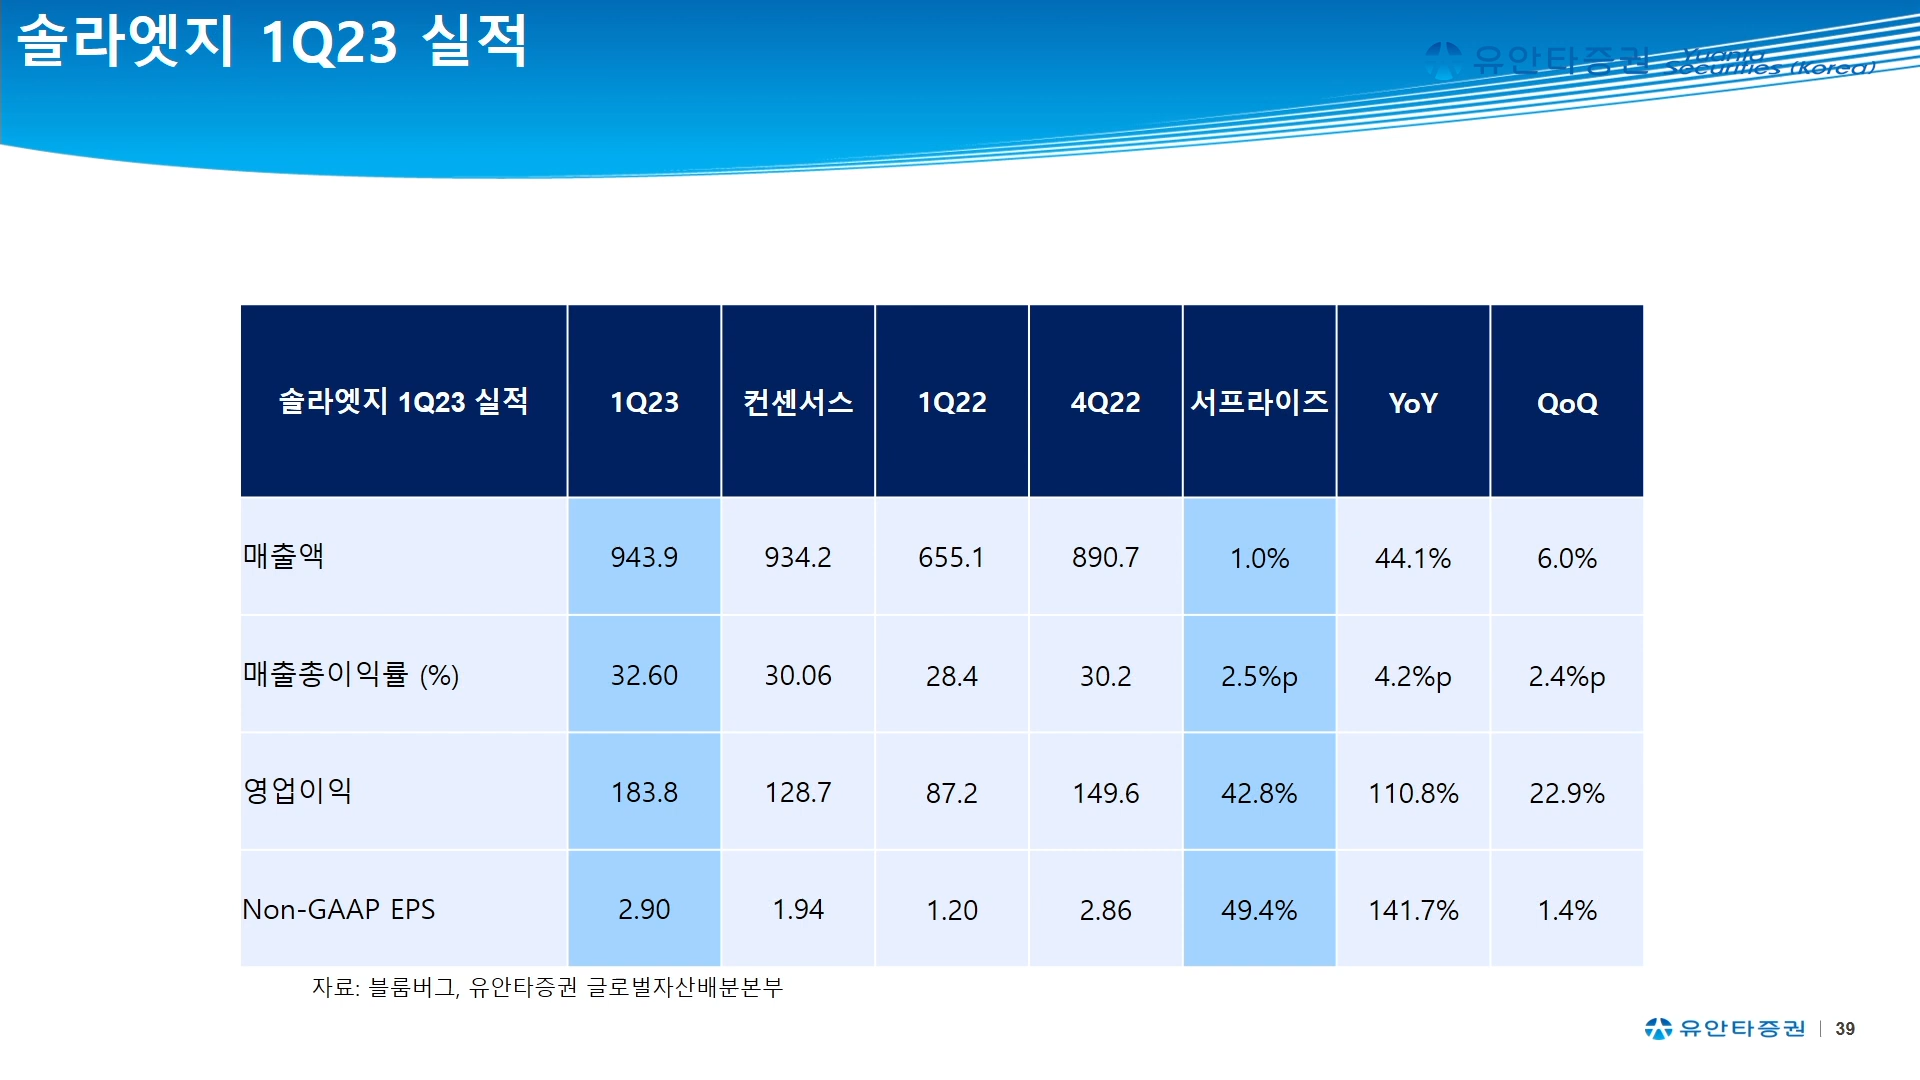 솔라엣지 1Q23 실적
유안타증권 Yuanta Securities (Korea)
솔라엣지 1Q23 실적 1Q23 컨센서스 1Q22 4Q22 서프라이즈 YoY QoQ
매출액 943.9 934.2 655.1 890.7 1.0% 44.1% 6.0%
매출총이익률 (%) 32.60 30.06 28.4 30.2 2.5%p 4.2%p 2.4%p
영업이익 183.8 128.7 87.2 149.6 42.8% 110.8% 22.9%
Non-GAAP EPS 2.90 1.94 1.20 2.86 49.4% 141.7% 1.4%
자료: 블룸버그, 유안타증권 글로벌자산배분본부
유안타증권 | 39